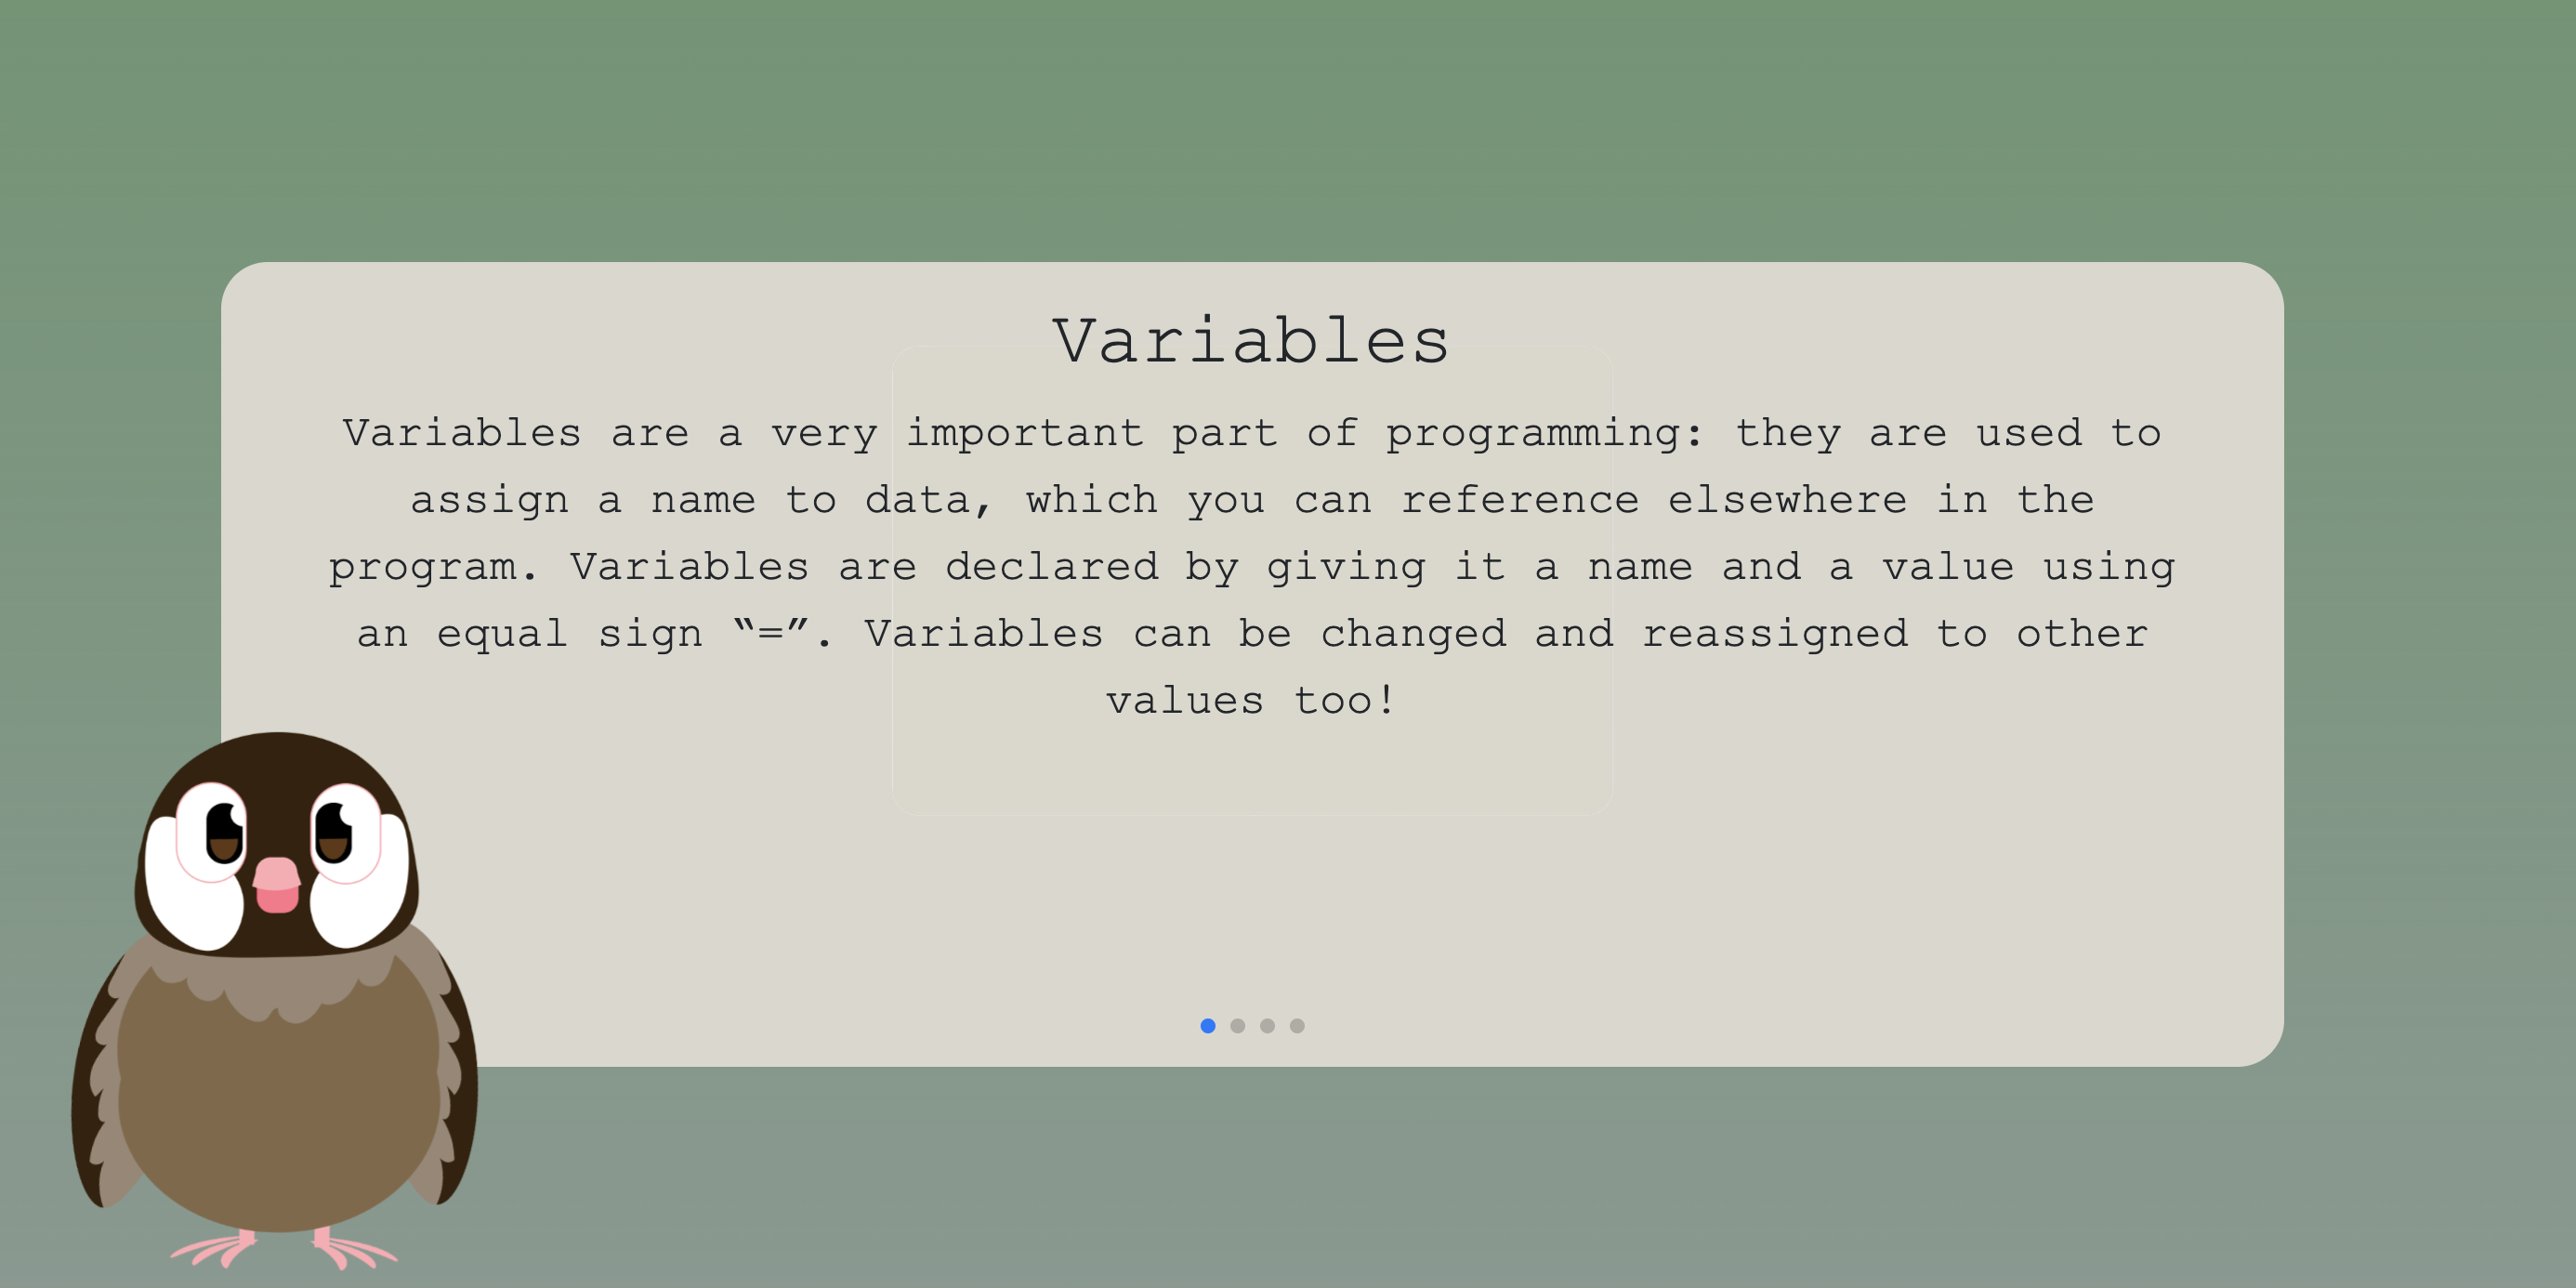 Variables
Variables are a very important part of programming: they are used to
assign a name to data, which you can reference elsewhere in the
program. Variables are declared by giving it a name and a value using
an equal sign “=”. Variables can be changed and reassigned to other
values too!